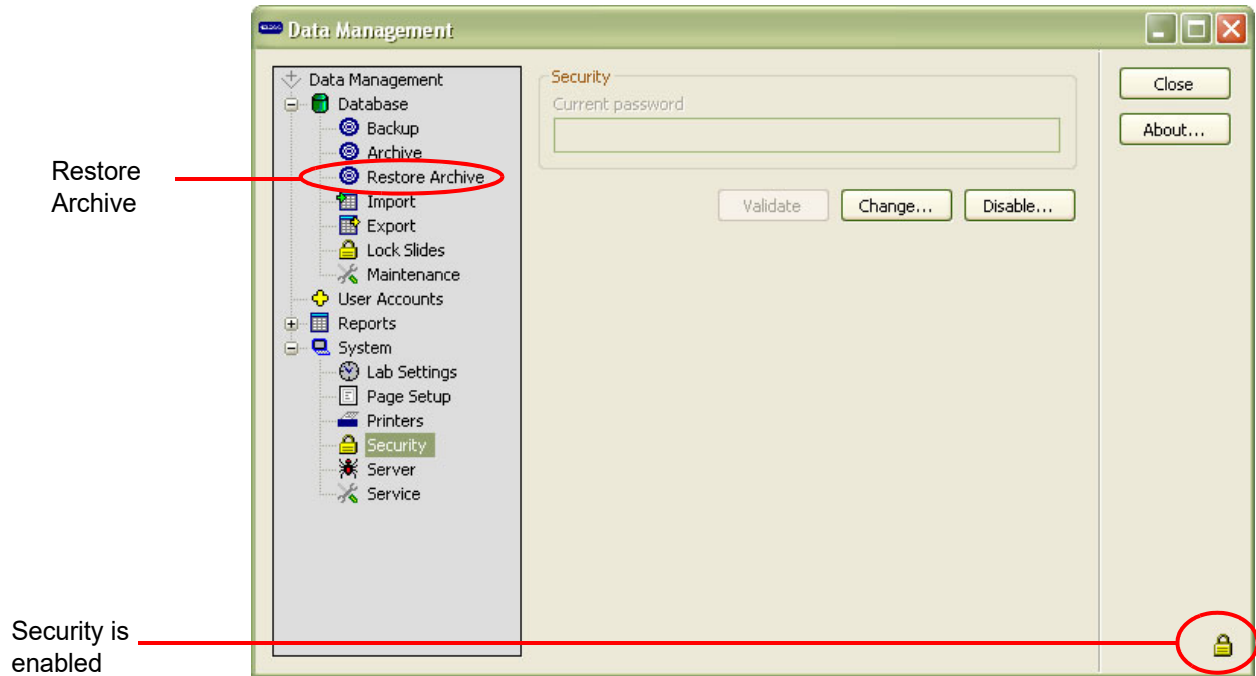 Data Management
Data Management
Database
Backup
Archive
Restore Archive
Import
Export
Lock Slides
Maintenance
User Accounts
Reports
System
Lab Settings
Page Setup
Printers
Security
Server
Service
Security
Current password
Validate
Change...
Disable...
Close
About...
Restore
Archive
Security is
enabled